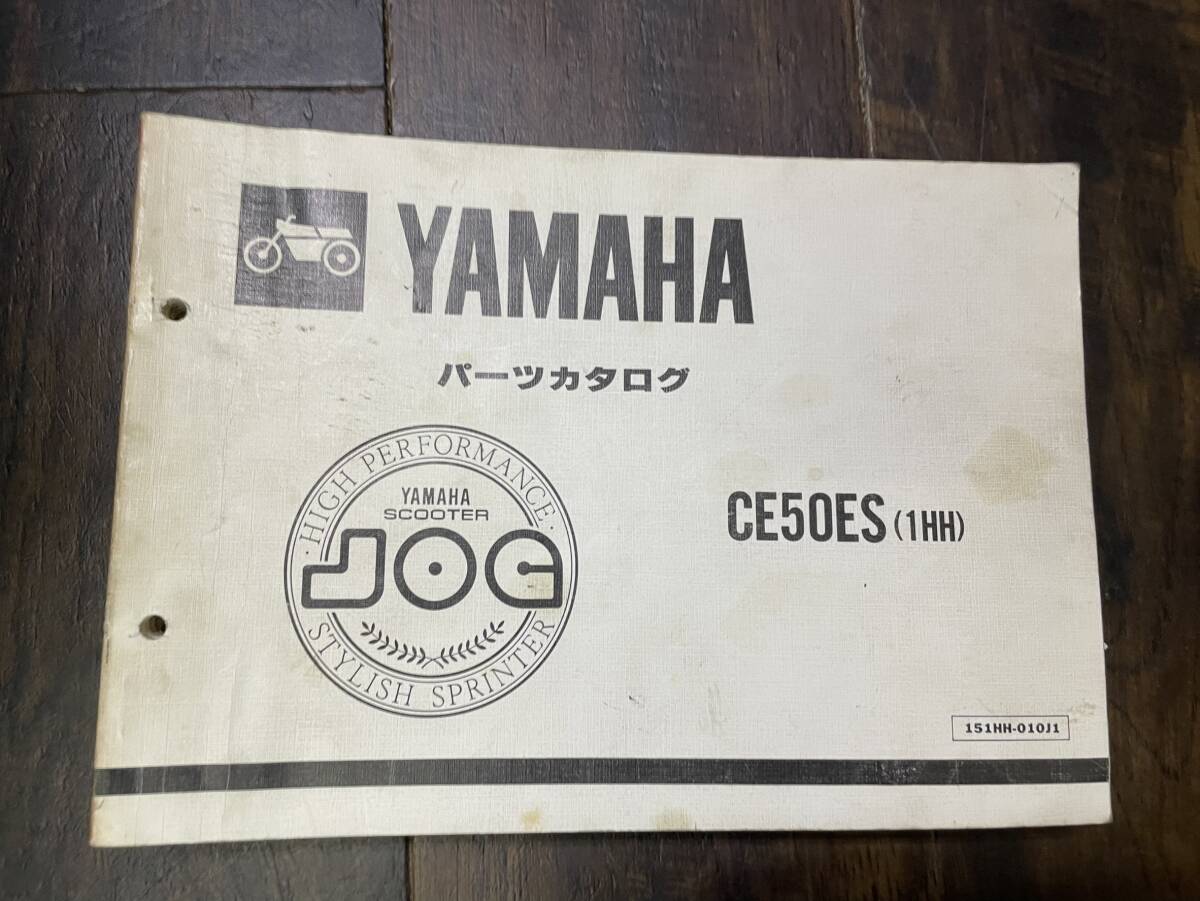 YAMAHA
パーツカタログ
· HIGH PERFORMANCE ·
YAMAHA
SCOOTER
JOG
STYLISH SPRINTER
CE50ES (1HH)
151HH-010J1